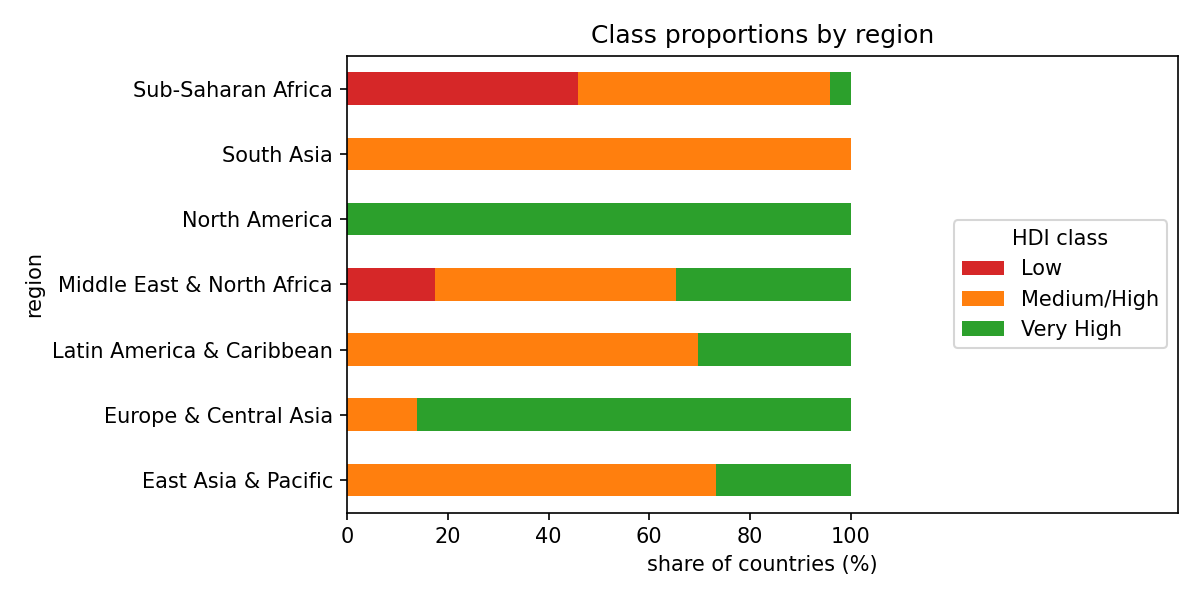 Class proportions by region
Sub-Saharan Africa
South Asia
North America
Middle East & North Africa
Latin America & Caribbean
Europe & Central Asia
East Asia & Pacific
region
HDI class
Low
Medium/High
Very High
0 20 40 60 80 100
share of countries (%)